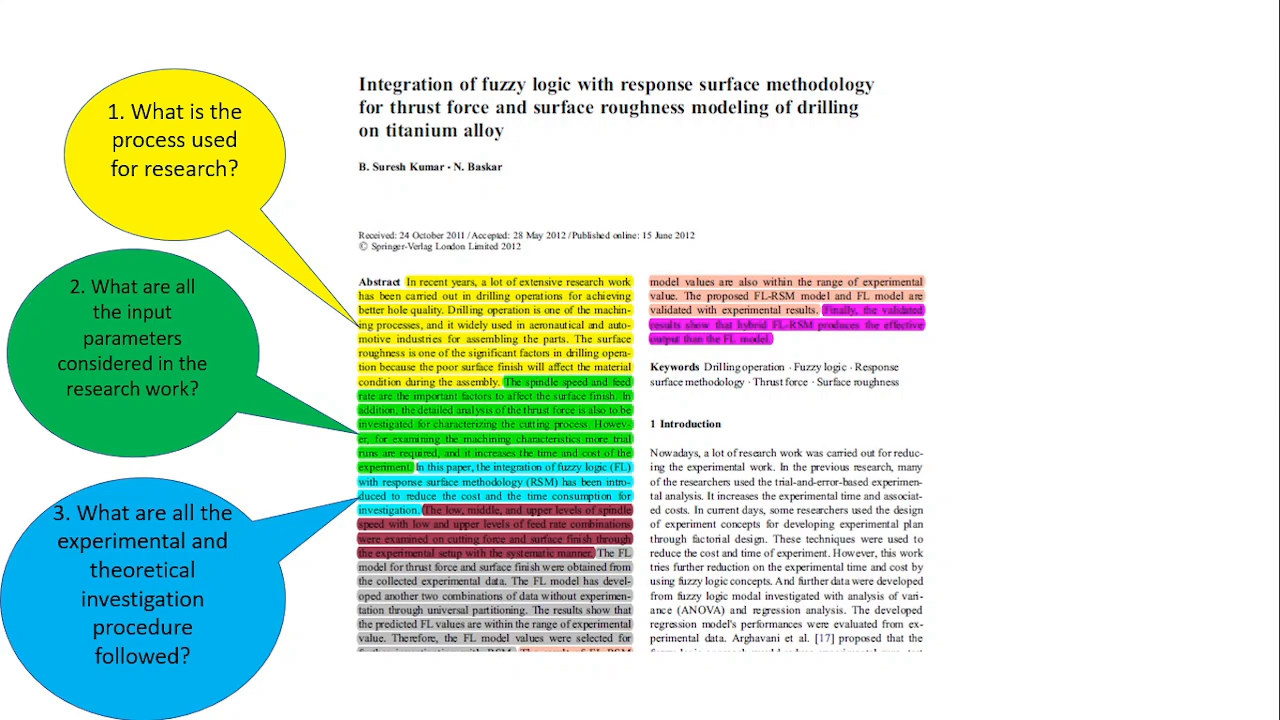 1. What is the
process used
for research?
2. What are all
the input
parameters
considered in the
research work?
3. What are all the
experimental and
theoretical
investigation
procedure
followed?
Integration of fuzzy logic with response surface methodology
for thrust force and surface roughness modeling of drilling
on titanium alloy
B. Suresh Kumar · N. Baskar
Received: 24 October 2011 / Accepted: 28 May 2012 / Published online: 15 June 2012
© Springer-Verlag London Limited 2012
Abstract In recent years, a lot of extensive research work
has been carried out in drilling operations for achieving
better hole quality. Drilling operation is one of the machin-
ing processes, and it widely used in aeronautical and auto-
motive industries for assembling the parts. The surface
roughness is one of the significant factors in drilling opera-
tion because the poor surface finish will affect the material
condition during the assembly. The spindle speed and feed
rate are the important factors to affect the surface finish. In
addition, the detailed analysis of the thrust force is also to be
investigated for characterizing the cutting process. Howev-
er, for examining the machining characteristics more trial
runs are required, and it increases the time and cost of the
experiment. In this paper, the integration of fuzzy logic (FL)
with response surface methodology (RSM) has been intro-
duced to reduce the cost and the time consumption for
investigation. The low, middle, and upper levels of spindle
speed with low and upper levels of feed rate combinations
were examined on cutting force and surface finish through
the experimental setup with the systematic manner. The FL
model for thrust force and surface finish were obtained from
the collected experimental data. The FL model has devel-
oped another two combinations of data without experimen-
tation through universal partitioning. The results show that
the predicted FL values are within the range of experimental
value. Therefore, the FL model values were selected for
model values are also within the range of experimental
value. The proposed FL-RSM model and FL model are
validated with experimental results. Finally, the validated
results show that hybrid FL-RSM produces the effective
output than the FL model.
Keywords Drilling operation · Fuzzy logic · Response
surface methodology · Thrust force · Surface roughness
1 Introduction
Nowadays, a lot of research work was carried out for reduc-
ing the experimental work. In the previous research, many
of the researchers used the trial-and-error-based experimen-
tal analysis. It increases the experimental time and associat-
ed costs. In current days, some researchers used the design
of experiment concepts for developing experimental plan
through factorial design. These techniques were used to
reduce the cost and time of experiment. However, this work
tries further reduction on the experimental time and cost by
using fuzzy logic concepts. And further data were developed
from fuzzy model investigated with analysis of vari-
ance (ANOVA) and regression analysis. The developed
regression model's performances were evaluated from ex-
perimental data. Arghavani et al. [17] proposed that the